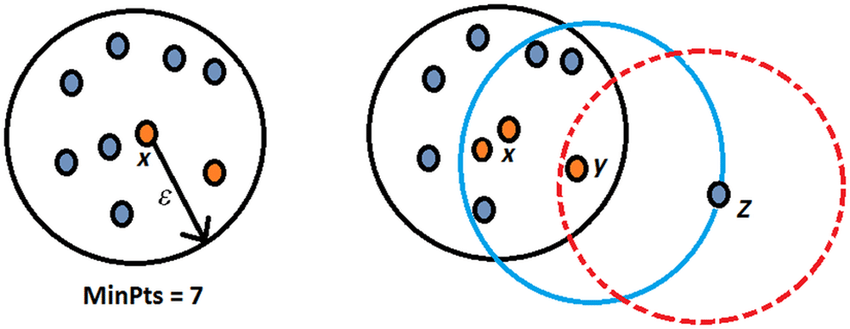 x
ε
MinPts = 7
x
y
z